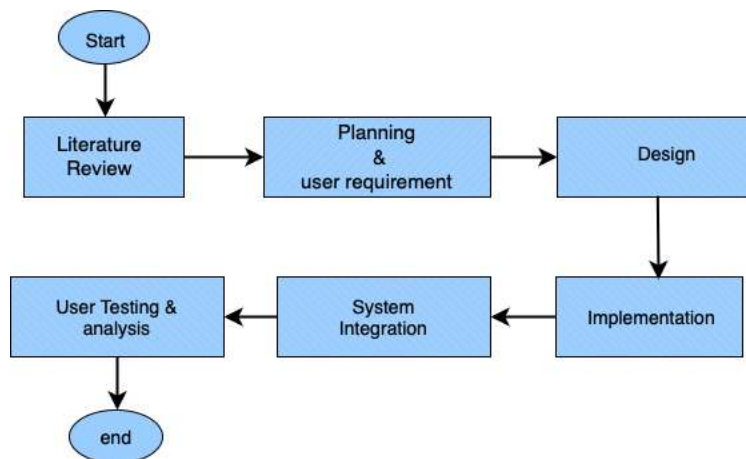 Start
Literature
Review
Planning
&
user requirement
Design
Implementation
System
Integration
User Testing &
analysis
end